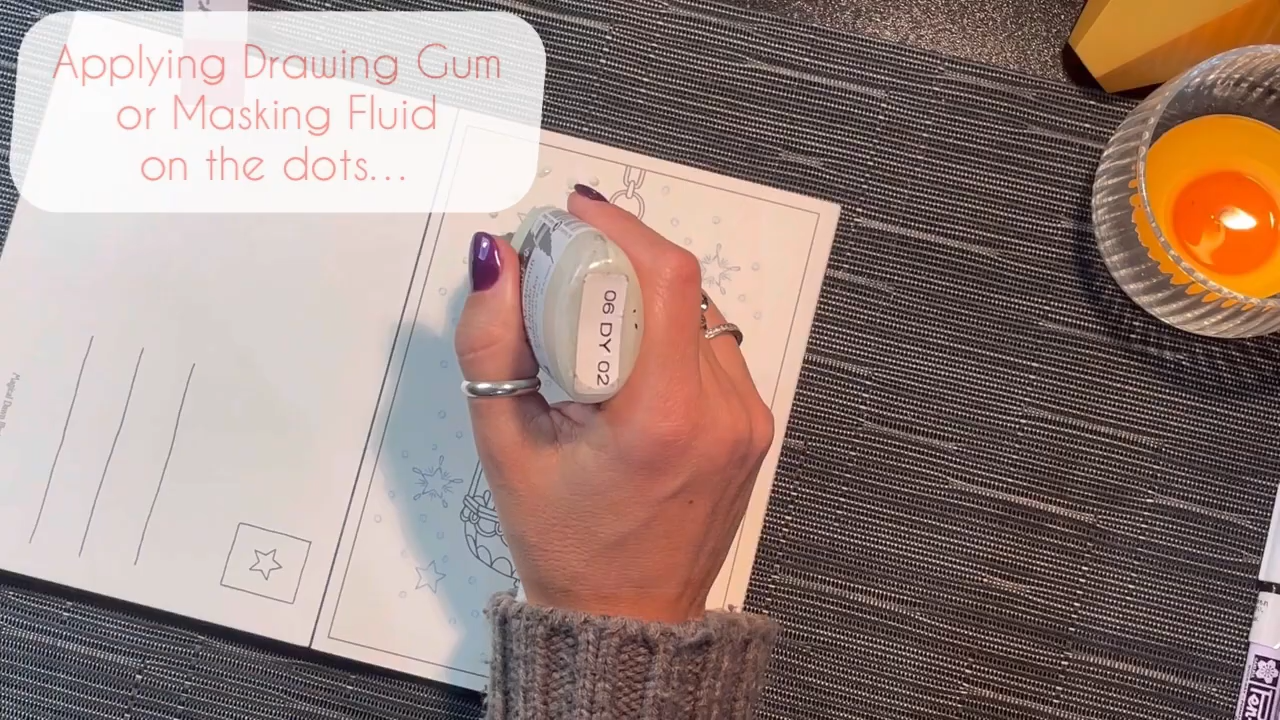 Applying Drawing Gum
or Masking Fluid
on the dots...
06 DY 02